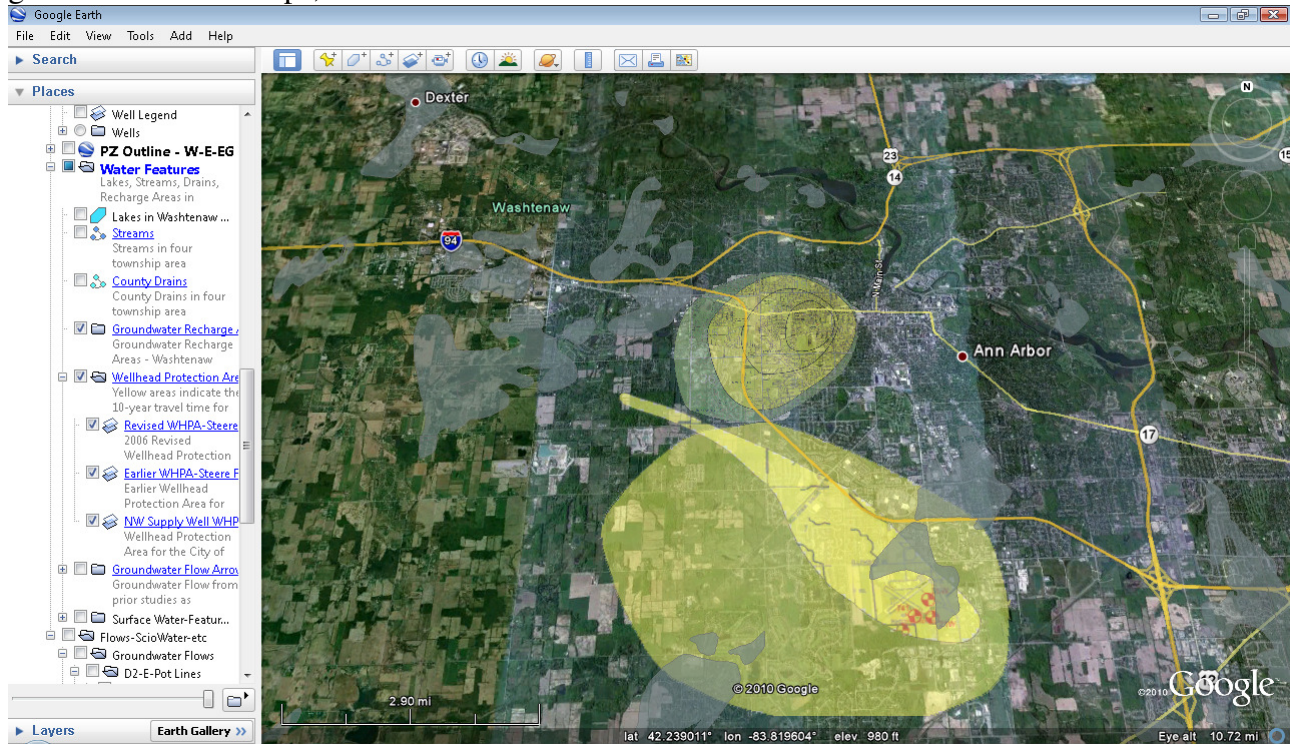 Google Earth
File Edit View Tools Add Help
Search
Places
Well Legend
Wells
PZ Outline - W-E-EG
Water Features
Lakes, Streams, Drains,
Recharge Areas in
Lakes in Washtenaw ...
Streams
Streams in four
township area
County Drains
County Drains in four
township area
Groundwater Recharge
Groundwater Recharge
Areas - Washtenaw
Wellhead Protection Are
Yellow areas indicate the
10-year travel time for
Revised WHPA-Steere
2006 Revised
Wellhead Protection
Earlier WHPA-Steere F
Earlier Wellhead
Protection Area for
NW Supply Well WHP
Wellhead Protection
Area for the City of
Groundwater Flow Arrow
Groundwater Flow from
prior studies as
Surface Water-Featur...
Flows-ScioWater-etc
Groundwater Flows
D2-E-Pot Lines
Layers
Earth Gallery >>
N
Dexter
23
15
14
Washtenaw
94
N Main St
Ann Arbor
17
© 2010 Google
©2010 Google
2.90 mi
lat 42.239011° lon -83.819604° elev 980 ft
Eye alt 10.72 mi